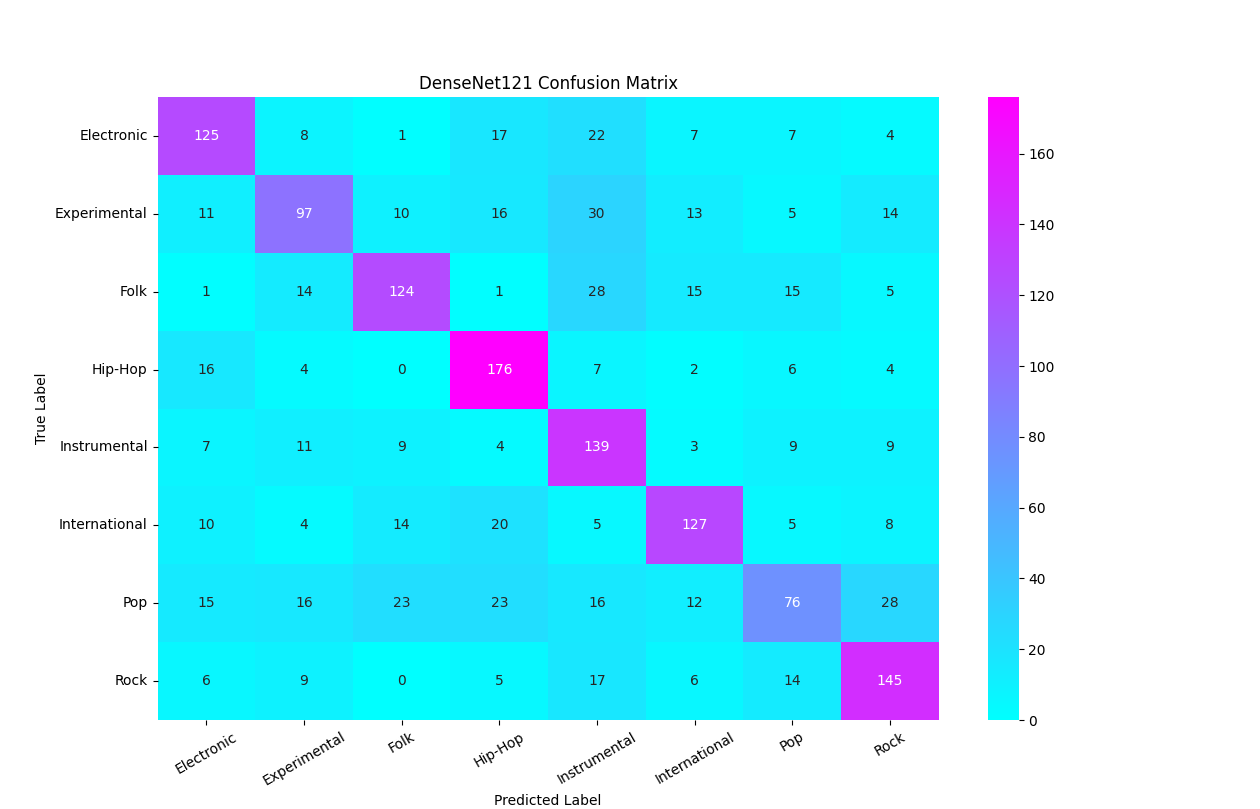 DenseNet121 Confusion Matrix
Electronic 125 8 1 17 22 7 7 4
160
Experimental 11 97 10 16 30 13 5 14
140
Folk 1 14 124 1 28 15 15 5
120
Hip-Hop 16 4 0 176 7 2 6 4
100
True Label
Instrumental 7 11 9 4 139 3 9 9
80
60
International 10 4 14 20 5 127 5 8
40
Pop 15 16 23 23 16 12 76 28
20
Rock 6 9 0 5 17 6 14 145
0
Electronic Experimental Folk Hip-Hop Instrumental International Pop Rock
Predicted Label